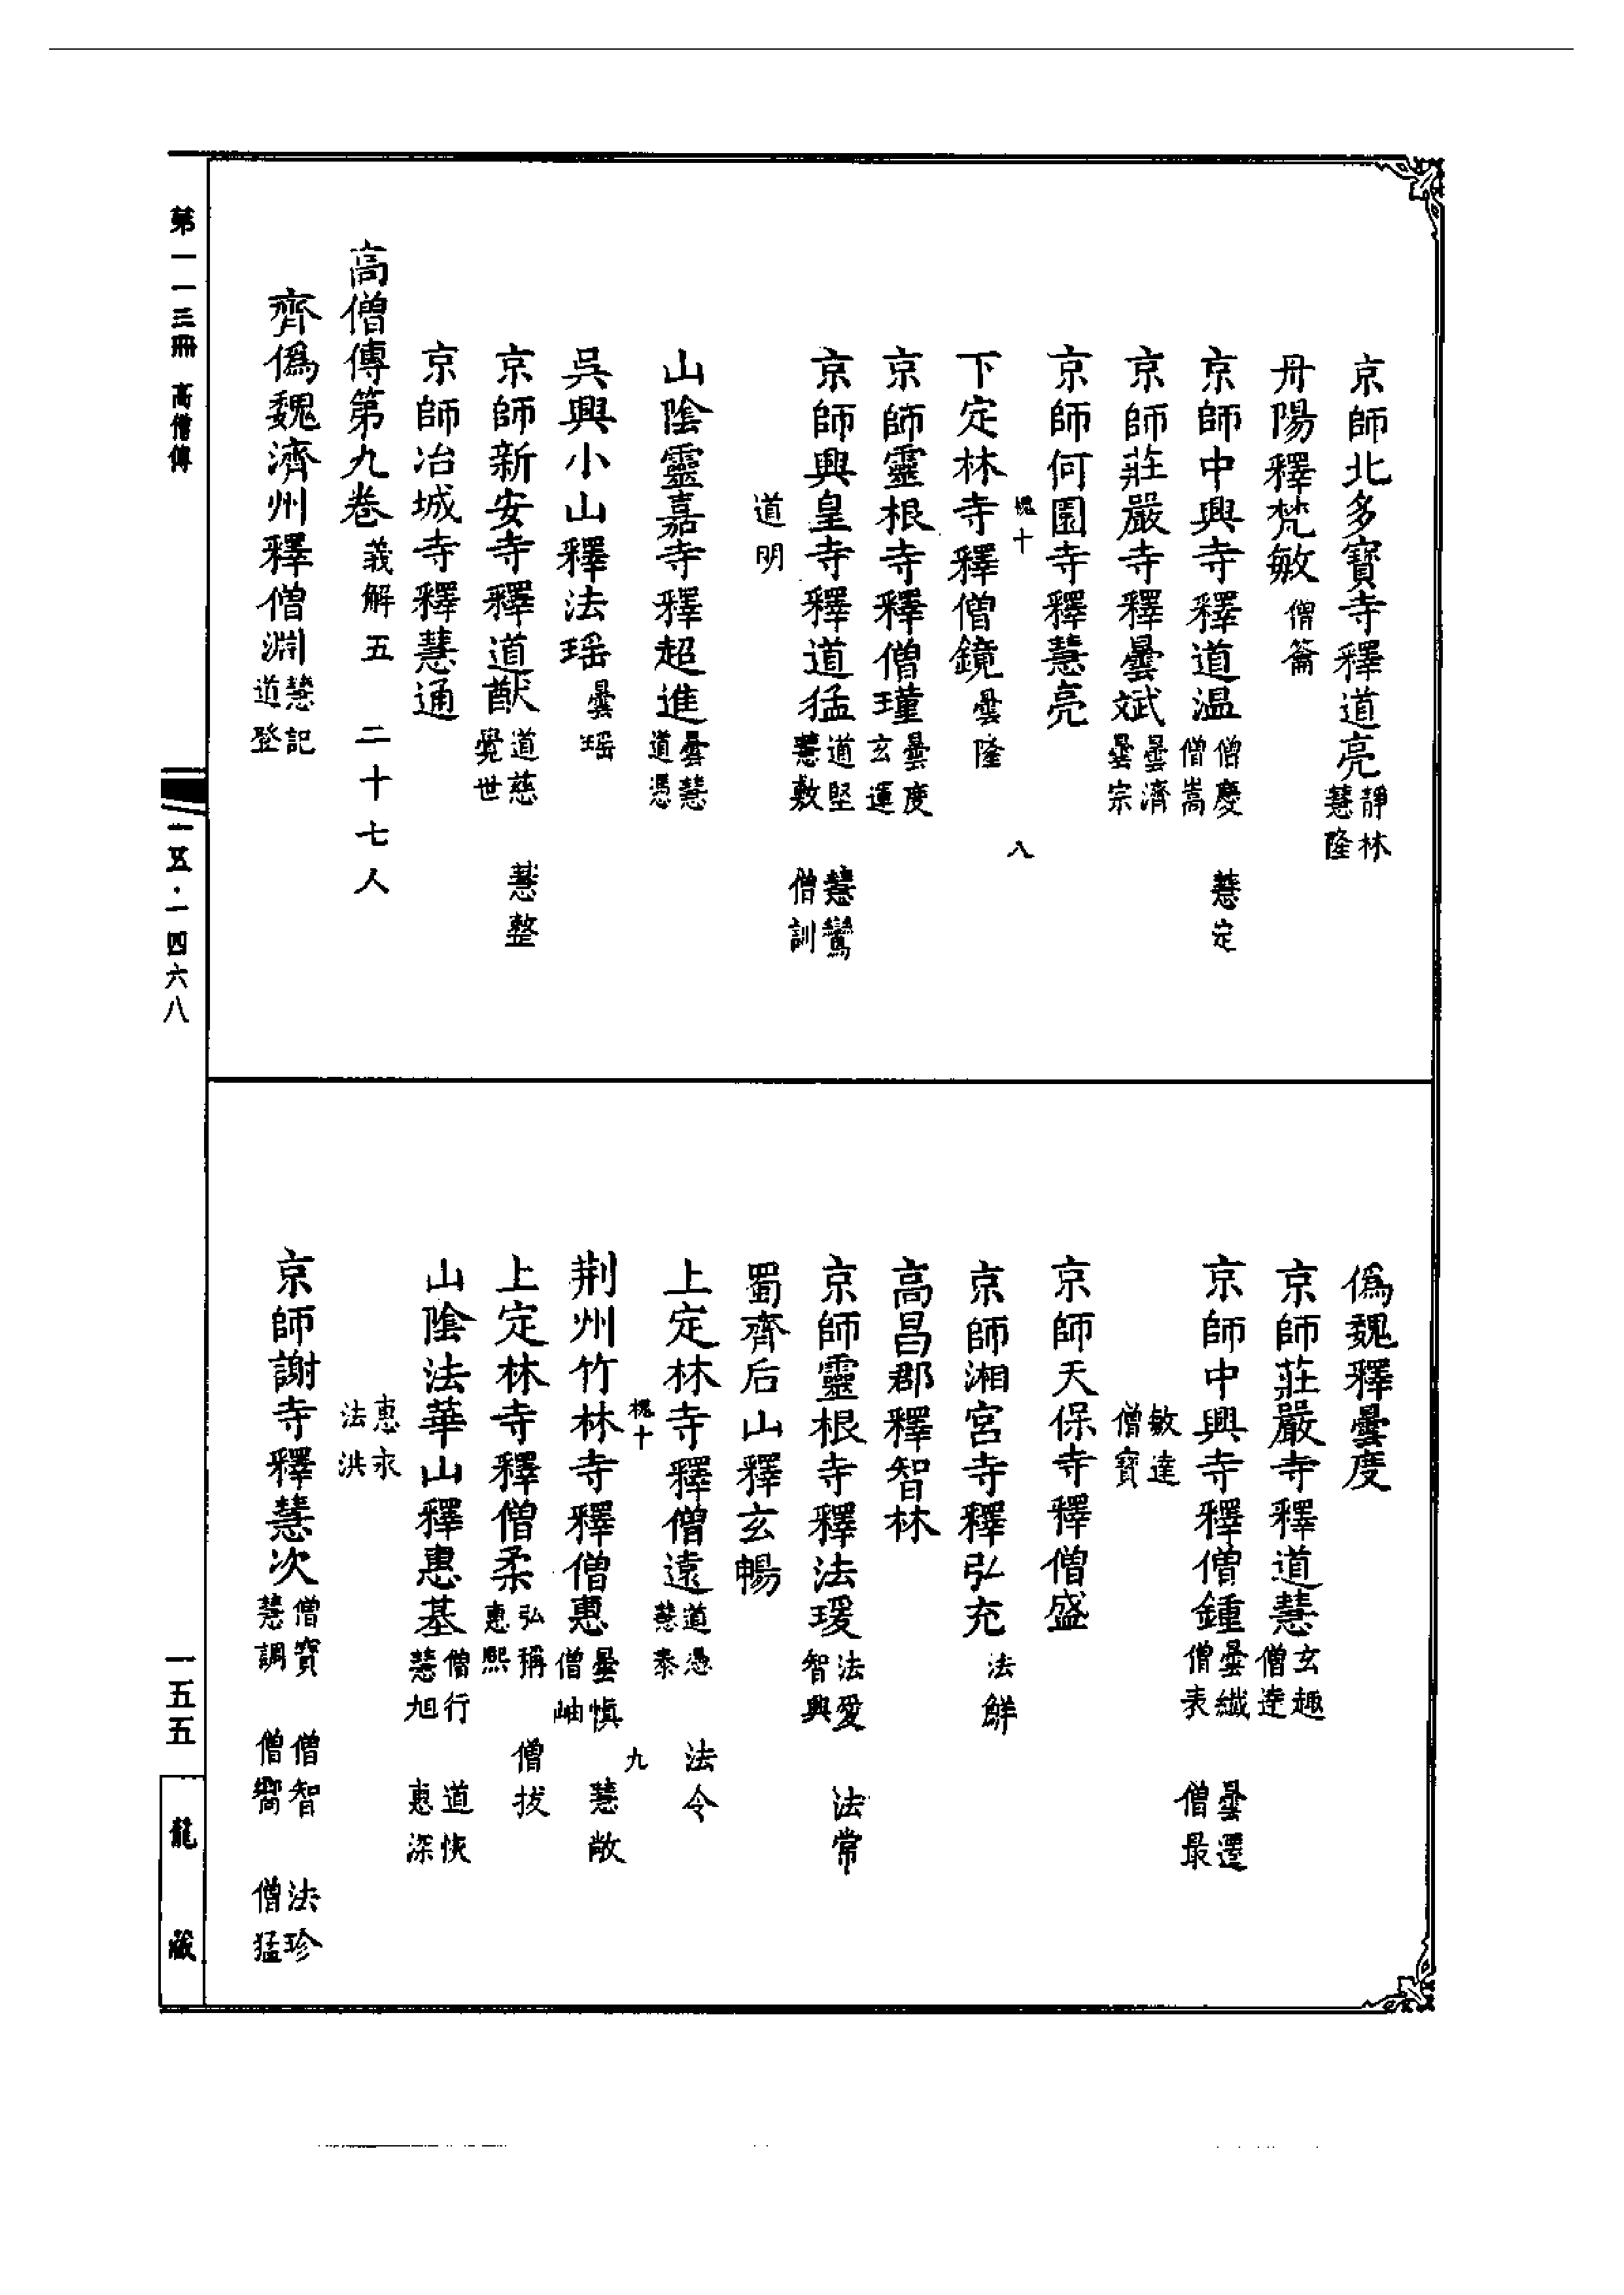 京師北多寶寺釋道亮 靜林 慧隆
丹陽釋梵敏 僧籥
京師中興寺釋道温 僧慶 僧嵩 慧定
京師莊嚴寺釋曇斌 曇濟 曇宗
京師何園寺釋慧亮
槐十 八
下定林寺釋僧鏡 曇隆
京師靈根寺釋僧瑾 曇度 玄運
京師興皇寺釋道猛 道堅 慧敷 慧鸞 僧訓
道明
山陰靈嘉寺釋超進 曇慧 道憑
吳興小山釋法瑶 曇瑶
京師新安寺釋道猷 道慈 覺世 慧整
京師冶城寺釋慧通
高僧傳第九卷 義解五 二十七人
齊僞魏濟州釋僧淵 慧記 道登
僞魏釋曇度
京師莊嚴寺釋道慧 玄趣 僧達
京師中興寺釋僧鍾 曇纖 僧表 曇遷 僧最
敏達 僧寶
京師天保寺釋僧盛
京師湘宮寺釋弘充 法鮮
高昌郡釋智林
京師靈根寺釋法瑗 法愛 智興 法常
蜀齊后山釋玄暢
上定林寺釋僧遠 道憑 慧泰 法令
槐十 九
荆州竹林寺釋僧惠 曇慎 僧岫 慧敞
上定林寺釋僧柔 弘稱 惠熙 僧拔
山陰法華山釋惠基 僧行 慧旭 道恢 惠深
惠永 法洪
京師謝寺釋慧次 僧寶 慧調 僧智 僧嚮 法珍 僧猛
第一一三冊 高僧傳
一五五·一四六八
一五五
龍藏